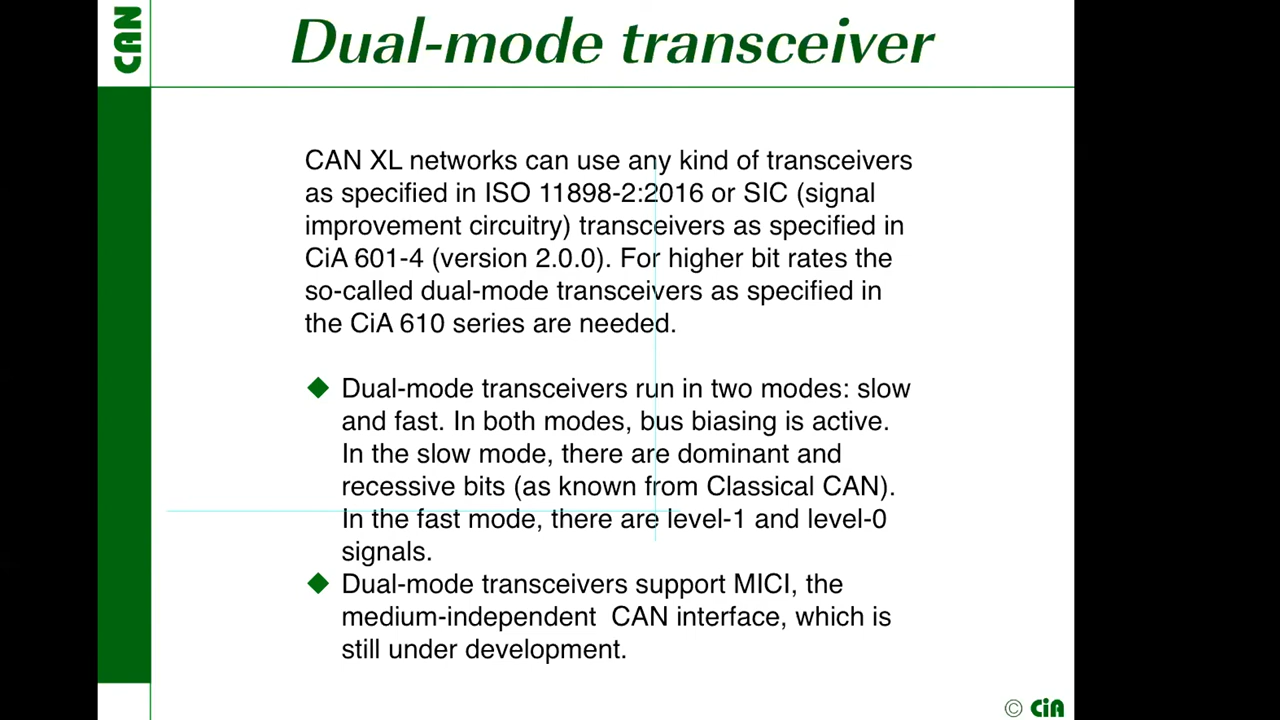 CAN
Dual-mode transceiver
CAN XL networks can use any kind of transceivers
as specified in ISO 11898-2:2016 or SIC (signal
improvement circuitry) transceivers as specified in
CiA 601-4 (version 2.0.0). For higher bit rates the
so-called dual-mode transceivers as specified in
the CiA 610 series are needed.
◆ Dual-mode transceivers run in two modes: slow
and fast. In both modes, bus biasing is active.
In the slow mode, there are dominant and
recessive bits (as known from Classical CAN).
In the fast mode, there are level-1 and level-0
signals.
◆ Dual-mode transceivers support MICI, the
medium-independent  CAN interface, which is
still under development.
© CiA